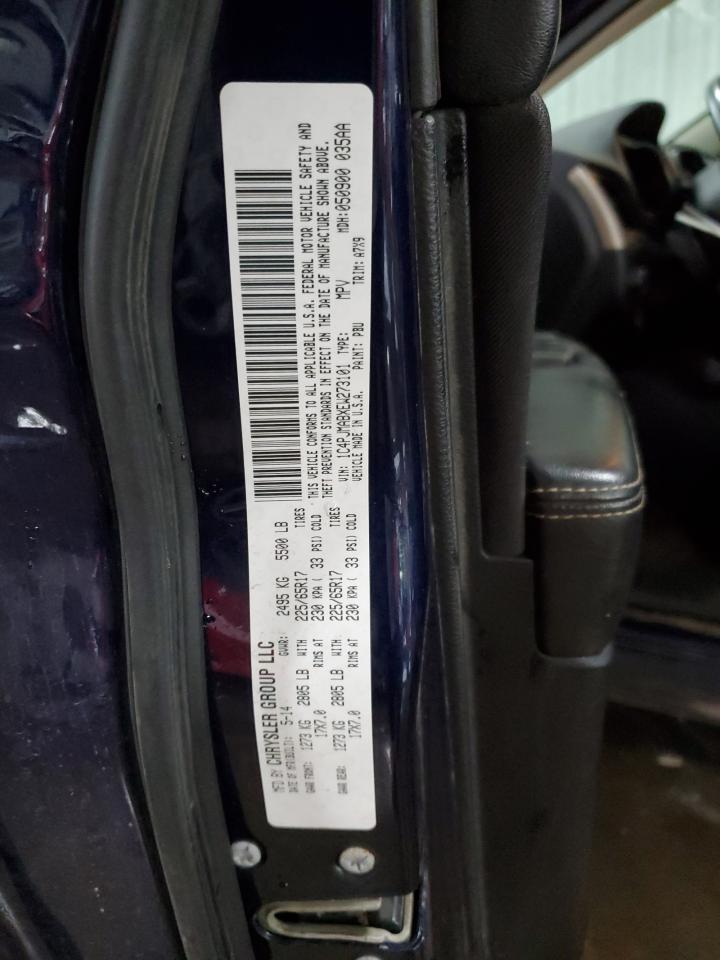 MFD BY CHRYSLER GROUP LLC
DATE OF MFR(BUILT): 5-14 GVWR: 2495 KG 5500 LB
GAWR FRONT: 1273 KG 2805 LB WITH 225/65R17 TIRES
17X7.0 RIMS AT 230 KPA ( 33 PSI) COLD
GAWR REAR: 1273 KG 2805 LB WITH 225/65R17 TIRES
17X7.0 RIMS AT 230 KPA ( 33 PSI) COLD
THIS VEHICLE CONFORMS TO ALL APPLICABLE U.S.A. FEDERAL MOTOR VEHICLE SAFETY AND
THEFT PREVENTION STANDARDS IN EFFECT ON THE DATE OF MANUFACTURE SHOWN ABOVE.
VIN: 1C4PJMABXEW273101 TYPE: MPV MDH:050900 035AA
VEHICLE MADE IN U.S.A. PAINT: PBU TRIM: A7X9